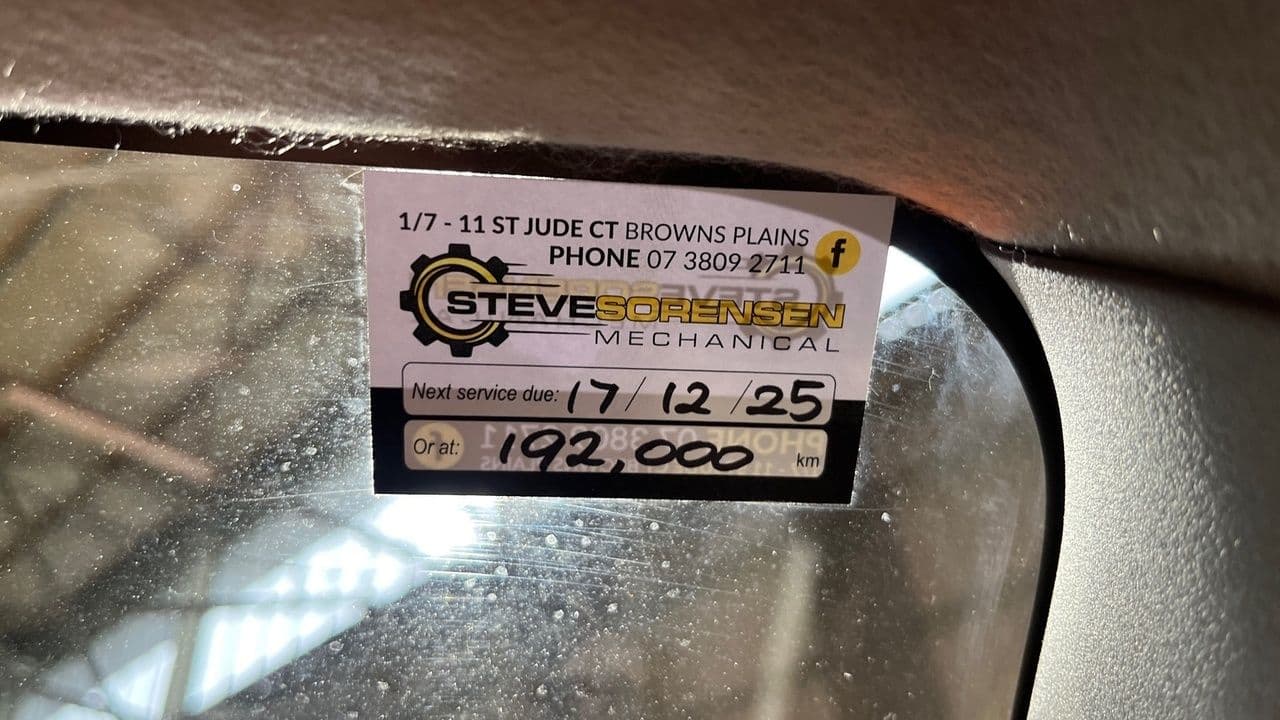 1/7 - 11 ST JUDE CT BROWNS PLAINS
PHONE 07 3809 2711
f
STEVESORENSEN
MECHANICAL
Next service due: 17/12/25
Or at: 192,000 km